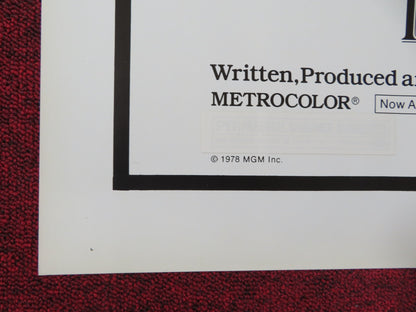 Written, Produced a
METROCOLOR® Now A
© 1978 MGM Inc.